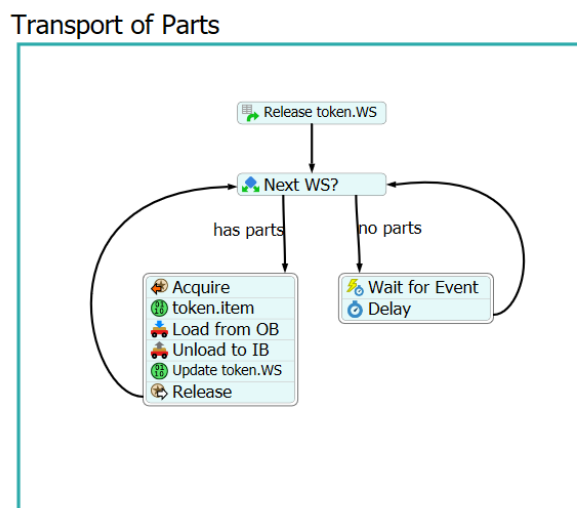 Transport of Parts
Release token.WS
Next WS?
has parts
no parts
Acquire
token.item
Load from OB
Unload to IB
Update token.WS
Release
Wait for Event
Delay